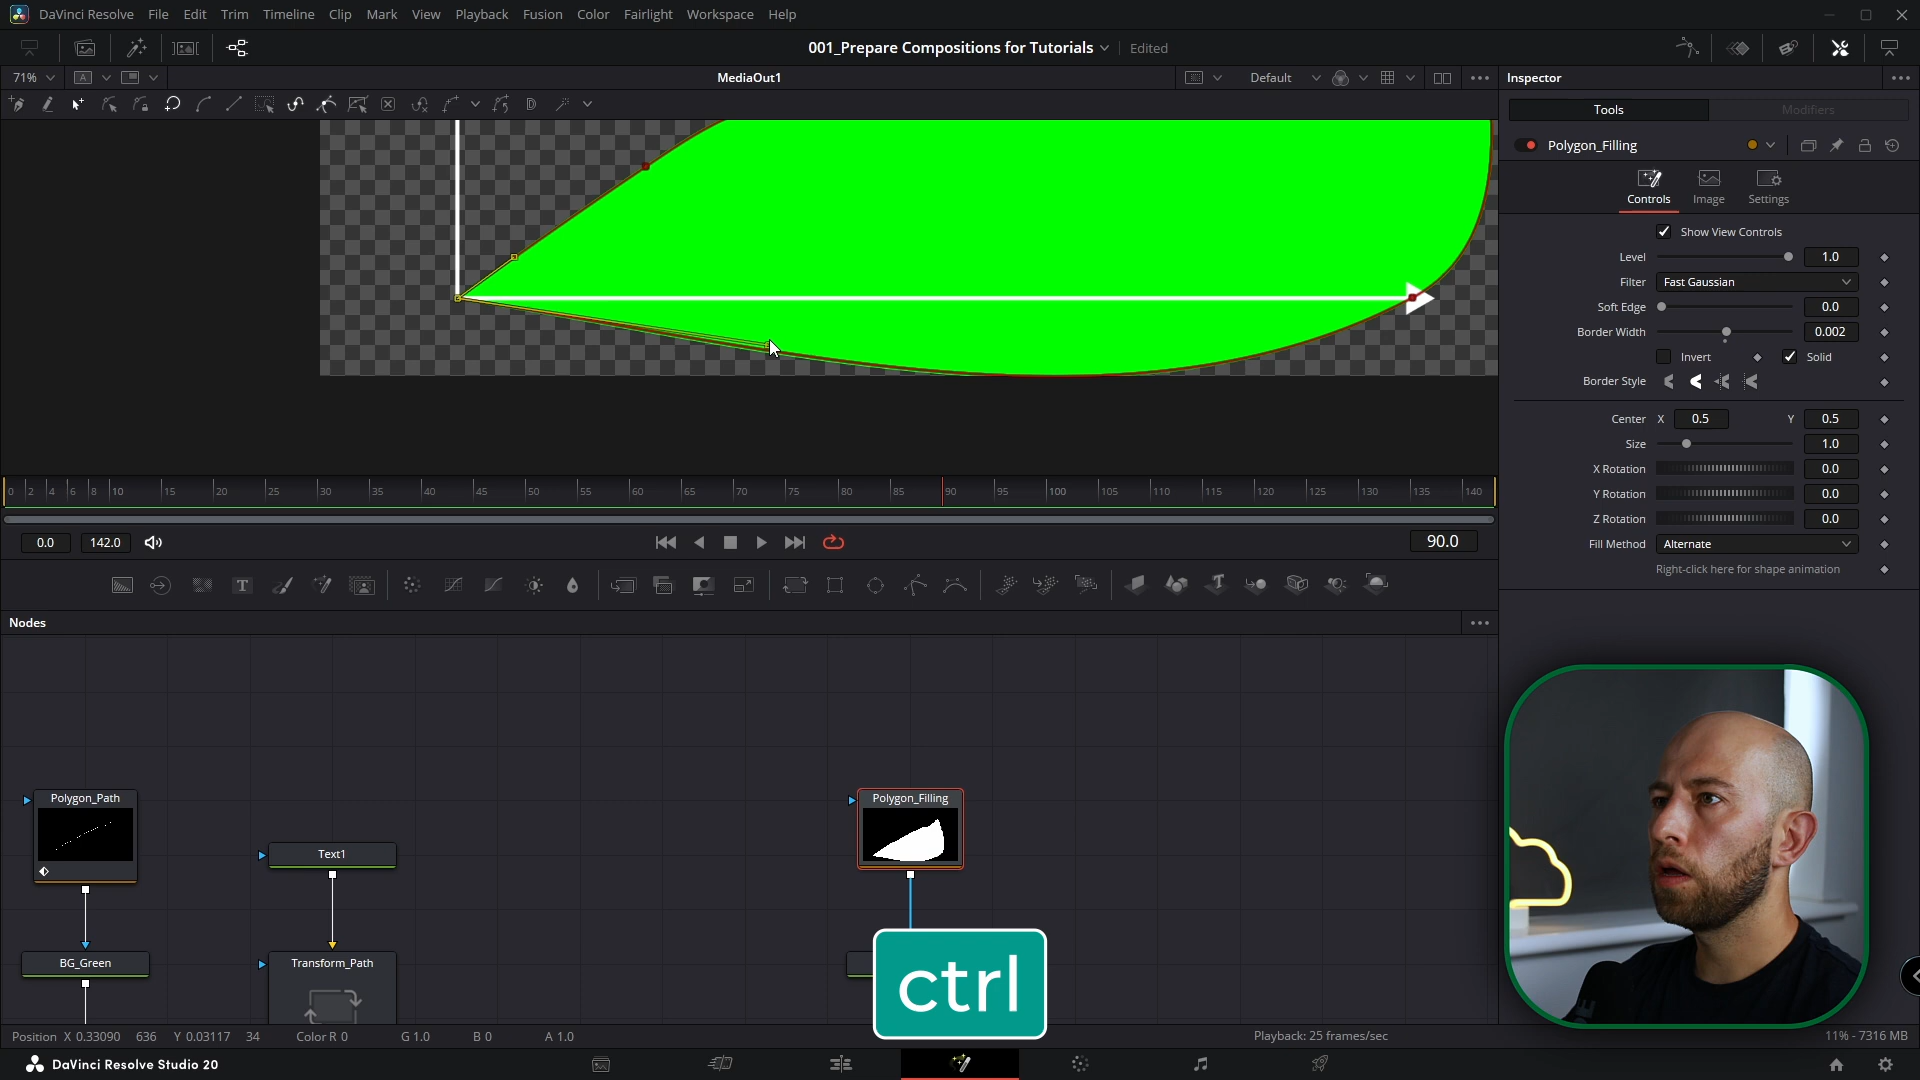 DaVinci Resolve File Edit Trim Timeline Clip Mark View Playback Fusion Color Fairlight Workspace Help
001_Prepare Compositions for Tutorials Edited
71% A MediaOut1 Default Inspector
Tools Modifiers
Polygon_Filling
Controls Image Settings
Show View Controls
Level 1.0
Filter Fast Gaussian
Soft Edge 0.0
Border Width 0.002
Invert Solid
Border Style
Center X 0.5 Y 0.5
Size 1.0
X Rotation 0.0
Y Rotation 0.0
Z Rotation 0.0
Fill Method Alternate
Right-click here for shape animation
0 2 4 6 8 10 15 20 25 30 35 40 45 50 55 60 65 70 75 80 85 90 95 100 105 110 115 120 125 130 135 140
0.0 142.0 90.0
Nodes
Polygon_Path
Text1
Polygon_Filling
BG_Green
Transform_Path
ctrl
Position X 0.33090 636 Y 0.03117 34 Color R 0 G 1.0 B 0 A 1.0 Playback: 25 frames/sec 11% - 7316 MB
DaVinci Resolve Studio 20